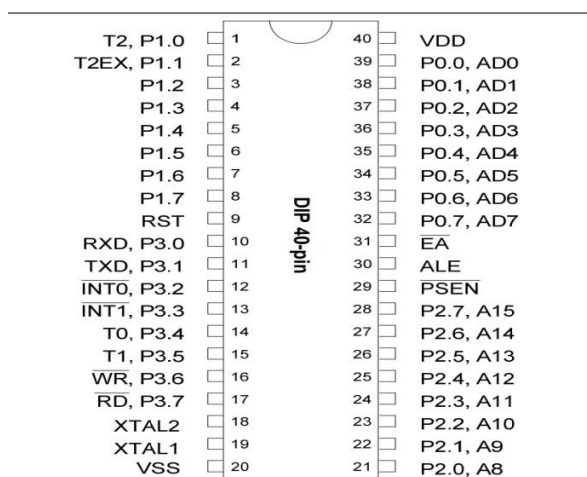 T2, P1.0 1 40 VDD
T2EX, P1.1 2 39 P0.0, AD0
P1.2 3 38 P0.1, AD1
P1.3 4 37 P0.2, AD2
P1.4 5 36 P0.3, AD3
P1.5 6 35 P0.4, AD4
P1.6 7 34 P0.5, AD5
P1.7 8 33 P0.6, AD6
RST 9 32 P0.7, AD7
RXD, P3.0 10 31 EA
TXD, P3.1 11 30 ALE
INT0, P3.2 12 29 PSEN
INT1, P3.3 13 28 P2.7, A15
T0, P3.4 14 27 P2.6, A14
T1, P3.5 15 26 P2.5, A13
WR, P3.6 16 25 P2.4, A12
RD, P3.7 17 24 P2.3, A11
XTAL2 18 23 P2.2, A10
XTAL1 19 22 P2.1, A9
VSS 20 21 P2.0, A8
DIP 40-pin